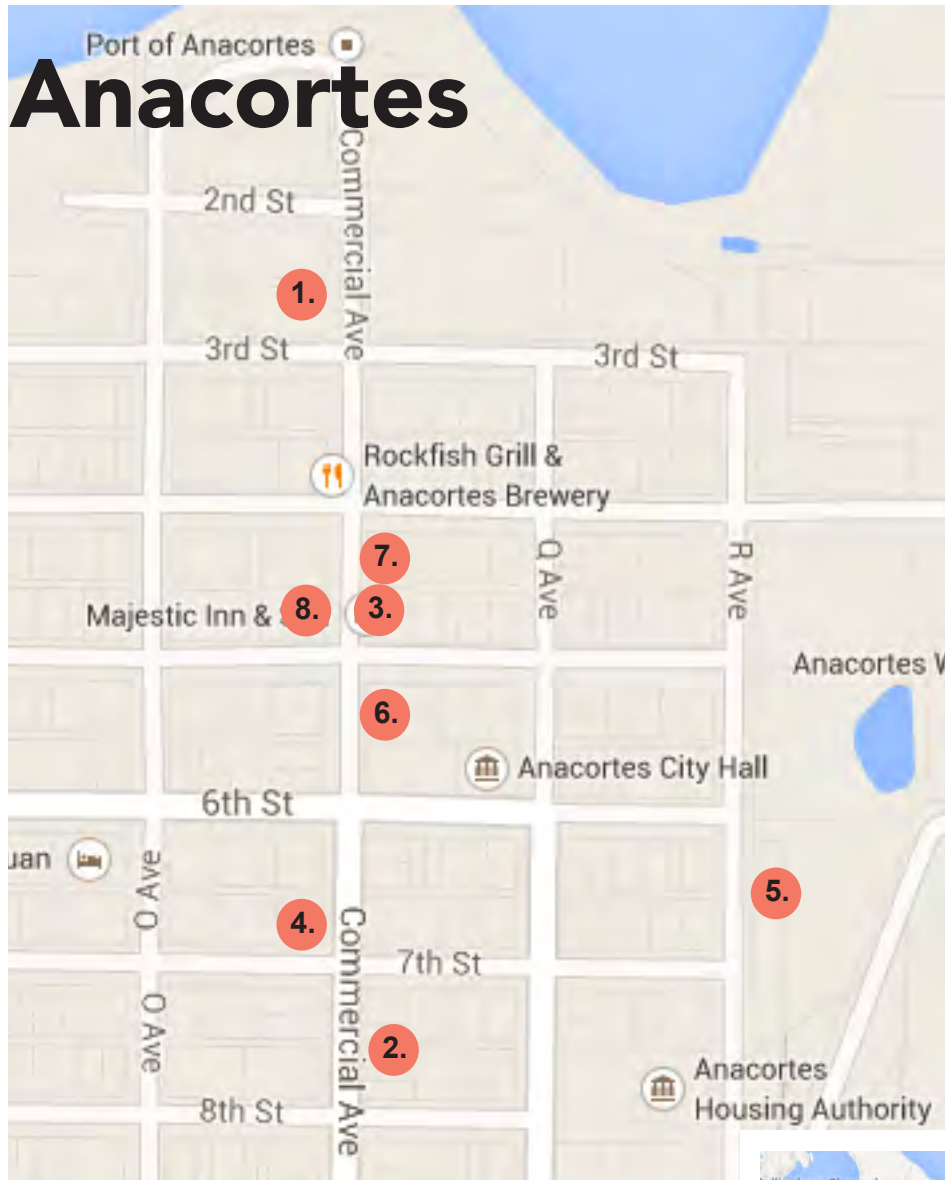 Port of Anacortes
Anacortes
Commercial Ave
2nd St
1.
3rd St
3rd St
Rockfish Grill &
Anacortes Brewery
7.
Q Ave
R Ave
Majestic Inn &
8.
3.
Anacortes W
6.
Anacortes City Hall
6th St
uan
O Ave
5.
4.
Commercial Ave
7th St
O Ave
2.
Anacortes
Housing Authority
8th St